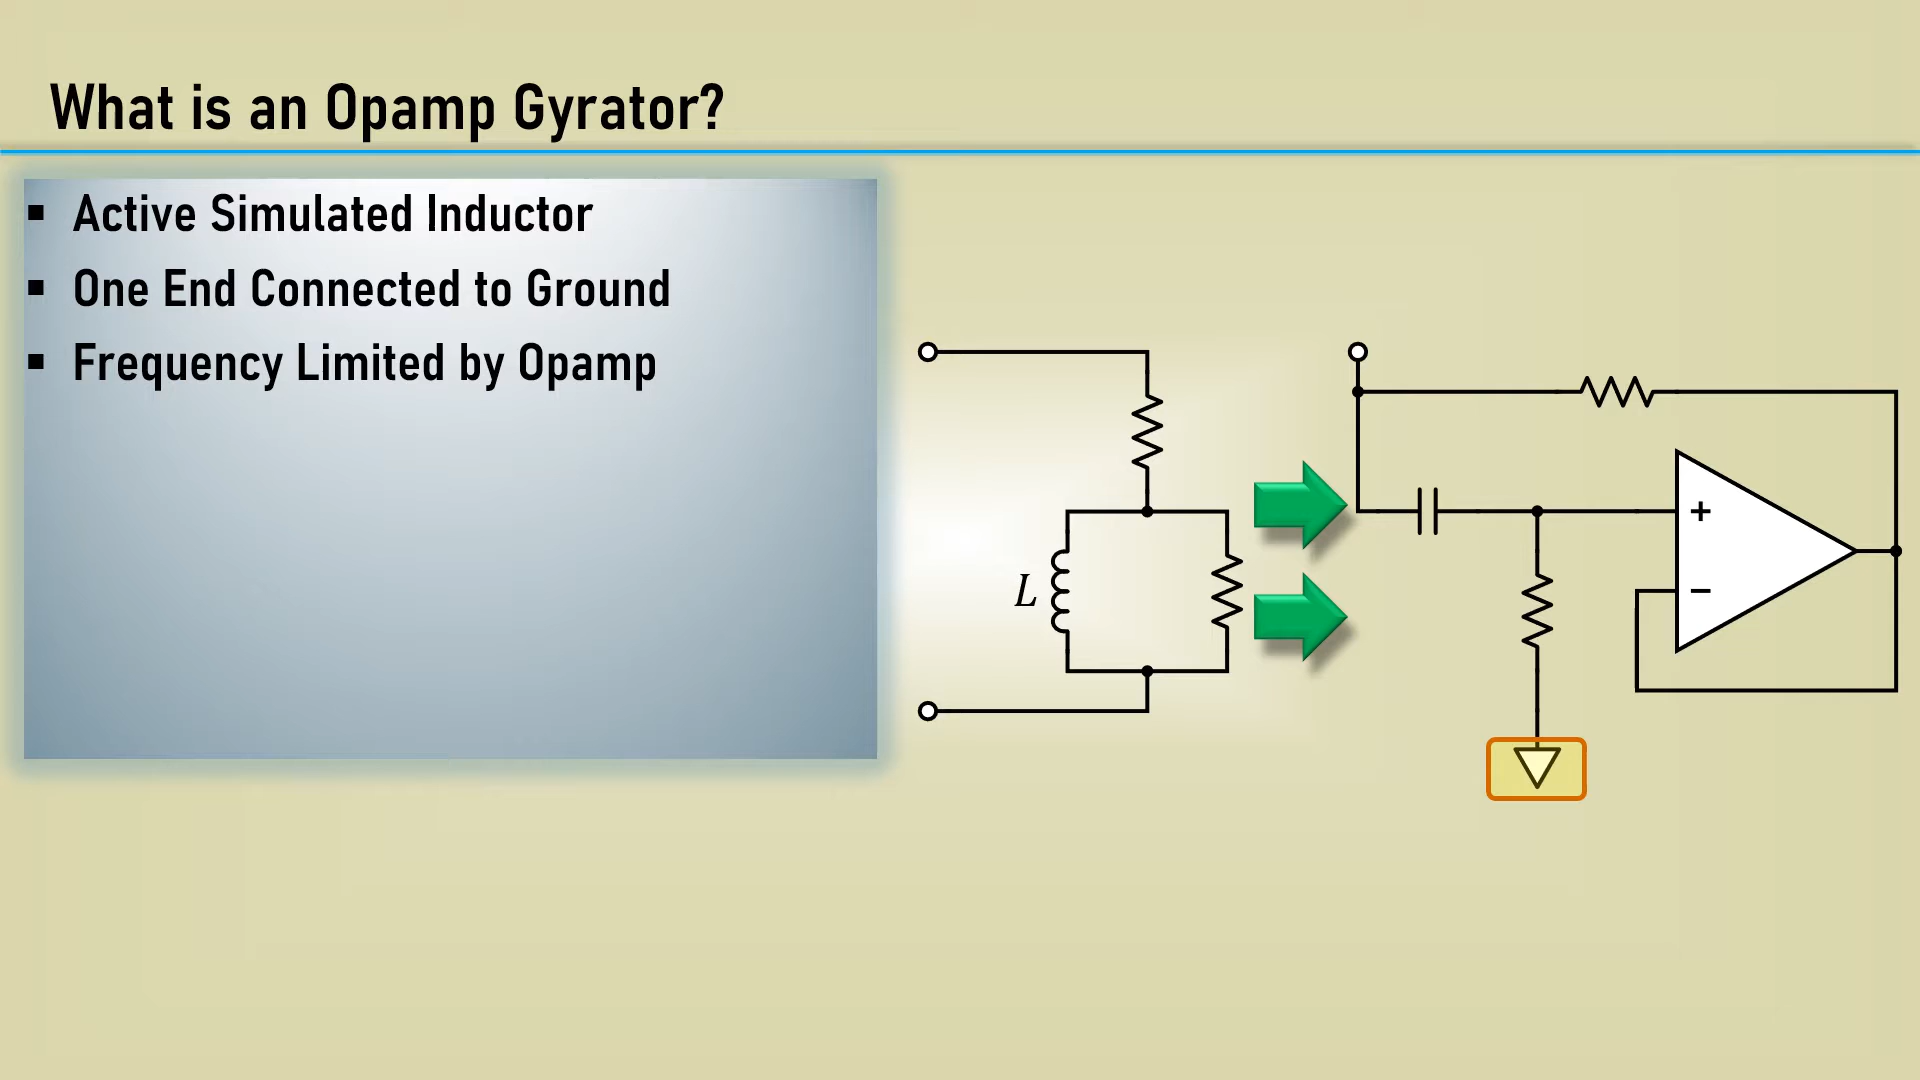 What is an Opamp Gyrator?
▪ Active Simulated Inductor
▪ One End Connected to Ground
▪ Frequency Limited by Opamp
L
+
−